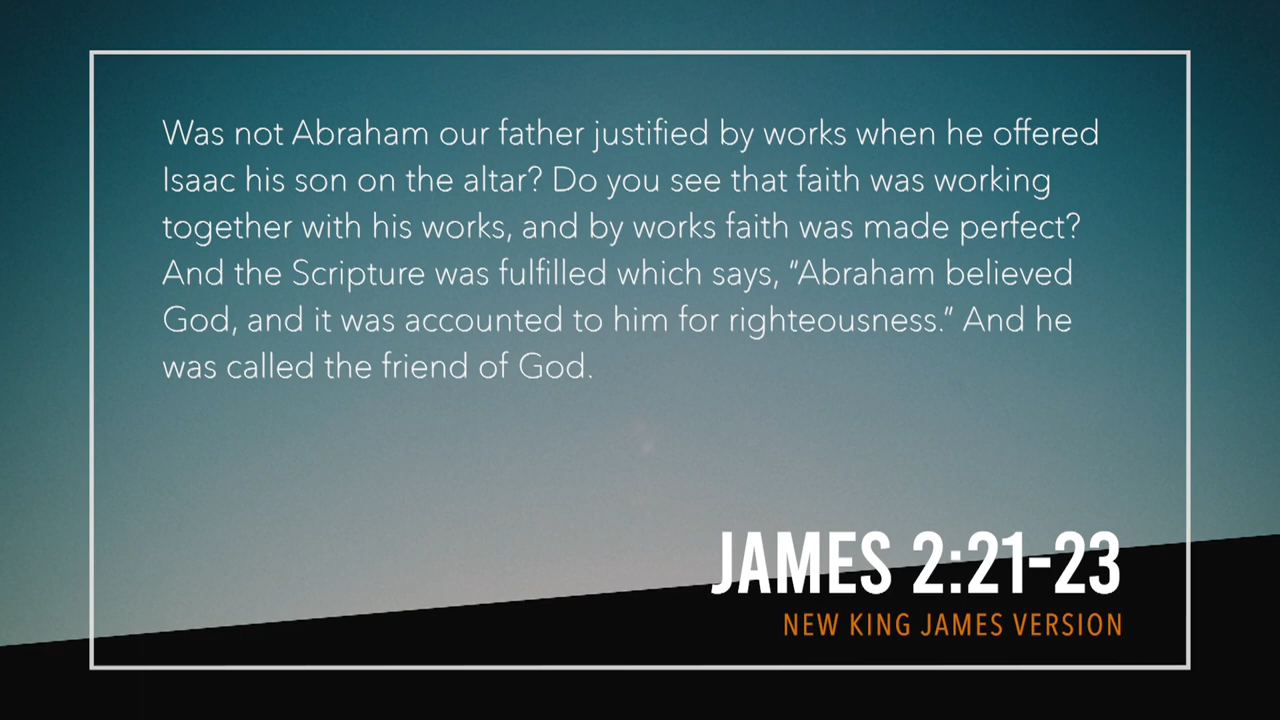 Was not Abraham our father justified by works when he offered
Isaac his son on the altar? Do you see that faith was working
together with his works, and by works faith was made perfect?
And the Scripture was fulfilled which says, “Abraham believed
God, and it was accounted to him for righteousness.” And he
was called the friend of God.
JAMES 2:21-23
NEW KING JAMES VERSION